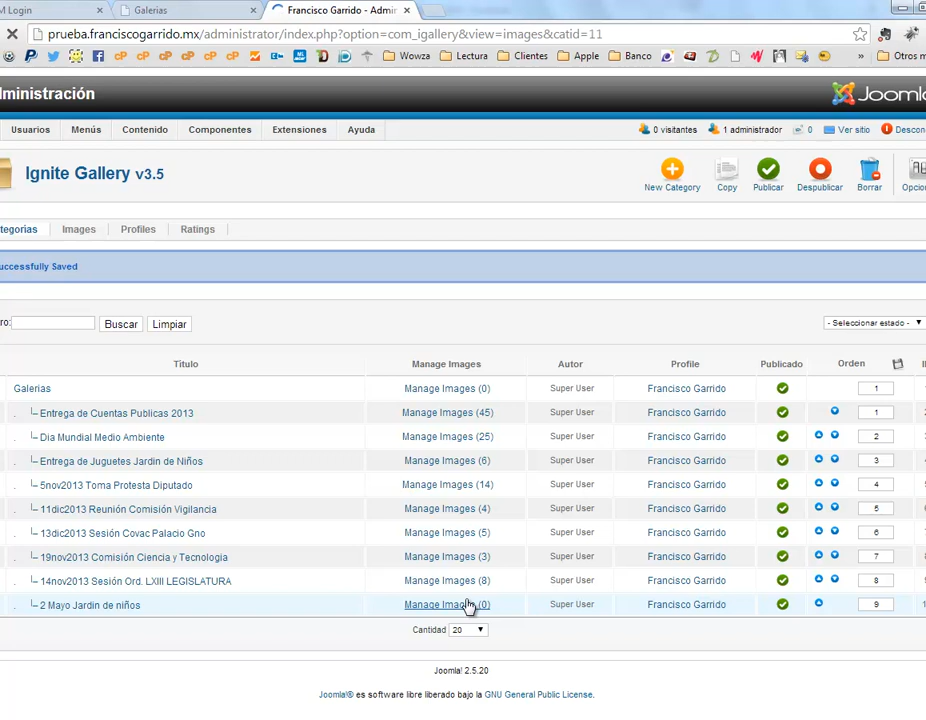 M Login
Galerias
Francisco Garrido - Admi
prueba.franciscogarrido.mx/administrator/index.php?option=com_igallery&view=images&catid=11
Wowza Lectura Clientes Apple Banco » Otros m
ministración
Joomla
Usuarios Menús Contenido Componentes Extensiones Ayuda 0 visitantes 1 administrador 0 Ver sitio Descon
Ignite Gallery v3.5
New Category Copy Publicar Despublicar Borrar Opcio
tegorias Images Profiles Ratings
uccessfully Saved
ro: Buscar Limpiar - Seleccionar estado -
Título Manage Images Autor Profile Publicado Orden
Galerias Manage Images (0) Super User Francisco Garrido 1
Entrega de Cuentas Publicas 2013 Manage Images (45) Super User Francisco Garrido 1
Dia Mundial Medio Ambiente Manage Images (25) Super User Francisco Garrido 2
Entrega de Juguetes Jardin de Niños Manage Images (6) Super User Francisco Garrido 3
5nov2013 Toma Protesta Diputado Manage Images (14) Super User Francisco Garrido 4
11dic2013 Reunión Comisión Vigilancia Manage Images (4) Super User Francisco Garrido 5
13dic2013 Sesión Covac Palacio Gno Manage Images (5) Super User Francisco Garrido 6
19nov2013 Comisión Ciencia y Tecnologia Manage Images (3) Super User Francisco Garrido 7
14nov2013 Sesión Ord. LXIII LEGISLATURA Manage Images (8) Super User Francisco Garrido 8
2 Mayo Jardin de niños Manage Images (0) Super User Francisco Garrido 9
Cantidad 20
Joomla! 2.5.20
Joomla!® es software libre liberado bajo la GNU General Public License.